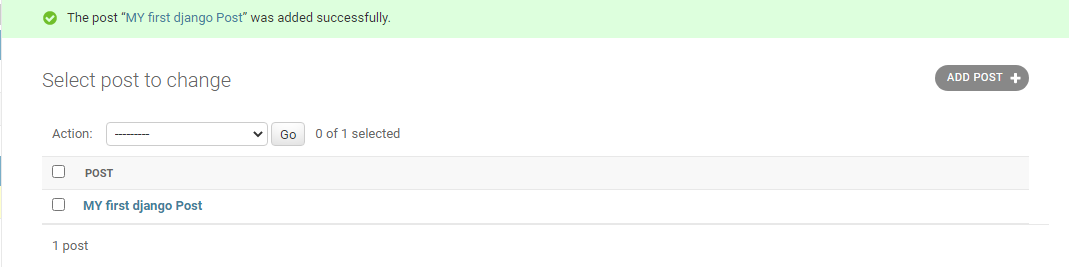 The post “MY first django Post” was added successfully.
Select post to change
ADD POST +
Action: --------- Go 0 of 1 selected
POST
MY first django Post
1 post